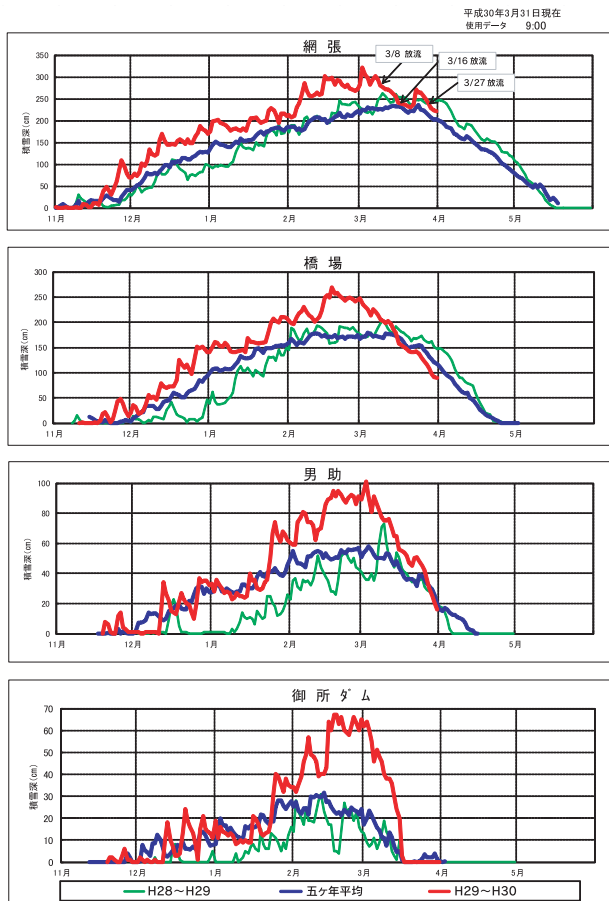 平成30年3月31日現在
使用データ 9:00
網 張
3/8 放流
3/16 放流
3/27 放流
積雪深(cm)
350
300
250
200
150
100
50
0
11月 12月 1月 2月 3月 4月 5月
橋 場
積雪深(cm)
300
250
200
150
100
50
0
11月 12月 1月 2月 3月 4月 5月
男 助
積雪深(cm)
100
80
60
40
20
0
11月 12月 1月 2月 3月 4月 5月
御 所 ダ ム
積雪深(cm)
70
60
50
40
30
20
10
0
11月 12月 1月 2月 3月 4月 5月
H28～H29 五ヶ年平均 H29～H30